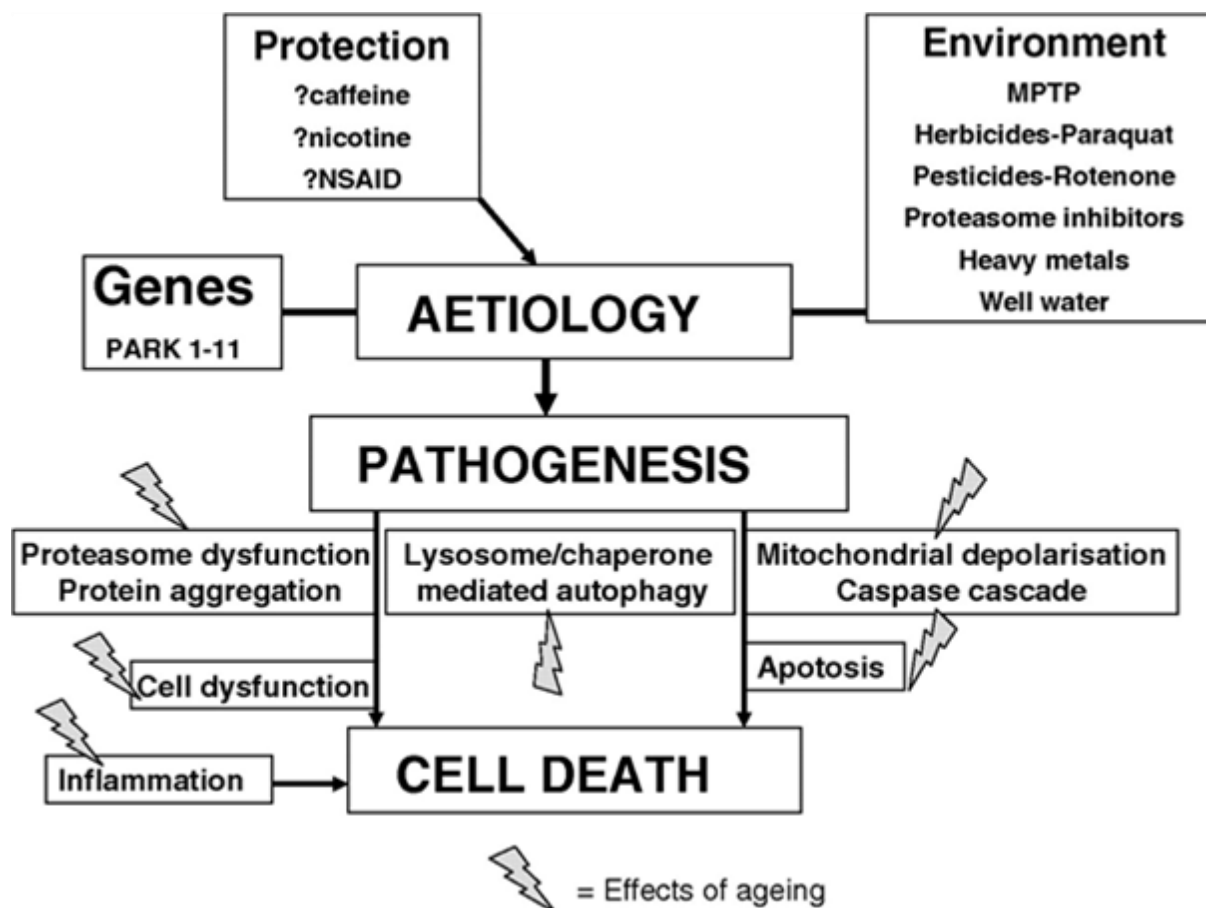 Protection
?caffeine
?nicotine
?NSAID
Environment
MPTP
Herbicides-Paraquat
Pesticides-Rotenone
Proteasome inhibitors
Heavy metals
Well water
Genes
PARK 1-11
AETIOLOGY
PATHOGENESIS
Proteasome dysfunction
Protein aggregation
Lysosome/chaperone
mediated autophagy
Mitochondrial depolarisation
Caspase cascade
Cell dysfunction
Apotosis
Inflammation
CELL DEATH
= Effects of ageing